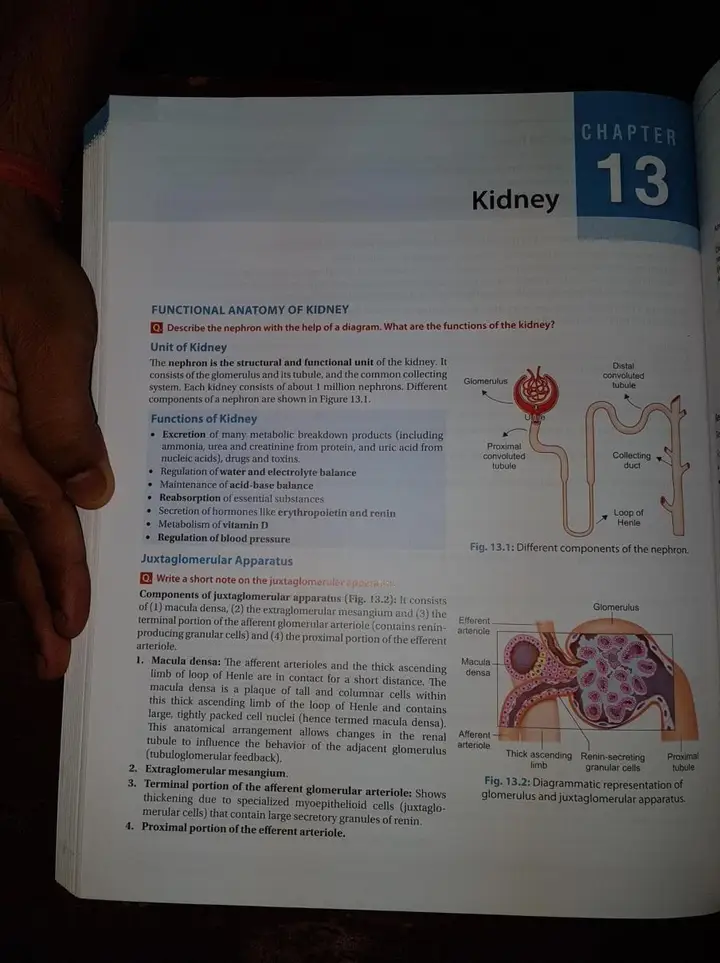 CHAPTER
13
Kidney
FUNCTIONAL ANATOMY OF KIDNEY
Q. Describe the nephron with the help of a diagram. What are the functions of the kidney?
Unit of Kidney
The nephron is the structural and functional unit of the kidney. It
consists of the glomerulus and its tubule, and the common collecting
system. Each kidney consists of about 1 million nephrons. Different
components of a nephron are shown in Figure 13.1.
Functions of Kidney
• Excretion of many metabolic breakdown products (including
ammonia, urea and creatinine from protein, and uric acid from
nucleic acids), drugs and toxins.
• Regulation of water and electrolyte balance
• Maintenance of acid-base balance
• Reabsorption of essential substances
• Secretion of hormones like erythropoietin and renin
• Metabolism of vitamin D
• Regulation of blood pressure
Juxtaglomerular Apparatus
Q. Write a short note on the juxtaglomerular apparatus.
Components of juxtaglomerular apparatus (Fig. 13.2): It consists
of (1) macula densa, (2) the extraglomerular mesangium and (3) the
terminal portion of the afferent glomerular arteriole (contains renin-
producing granular cells) and (4) the proximal portion of the efferent
arteriole.
1. Macula densa: The afferent arterioles and the thick ascending
limb of loop of Henle are in contact for a short distance. The
macula densa is a plaque of tall and columnar cells within
this thick ascending limb of the loop of Henle and contains
large, tightly packed cell nuclei (hence termed macula densa).
This anatomical arrangement allows changes in the renal
tubule to influence the behavior of the adjacent glomerulus
(tubuloglomerular feedback).
2. Extraglomerular mesangium.
3. Terminal portion of the afferent glomerular arteriole: Shows
thickening due to specialized myoepithelioid cells (juxtaglo-
merular cells) that contain large secretory granules of renin.
4. Proximal portion of the efferent arteriole.
Glomerulus
Distal
convoluted
tubule
Urine
Proximal
convoluted
tubule
Collecting
duct
Loop of
Henle
Fig. 13.1: Different components of the nephron.
Glomerulus
Efferent
arteriole
Macula
densa
Afferent
arteriole
Thick ascending
limb
Renin-secreting
granular cells
Proximal
tubule
Fig. 13.2: Diagrammatic representation of
glomerulus and juxtaglomerular apparatus.